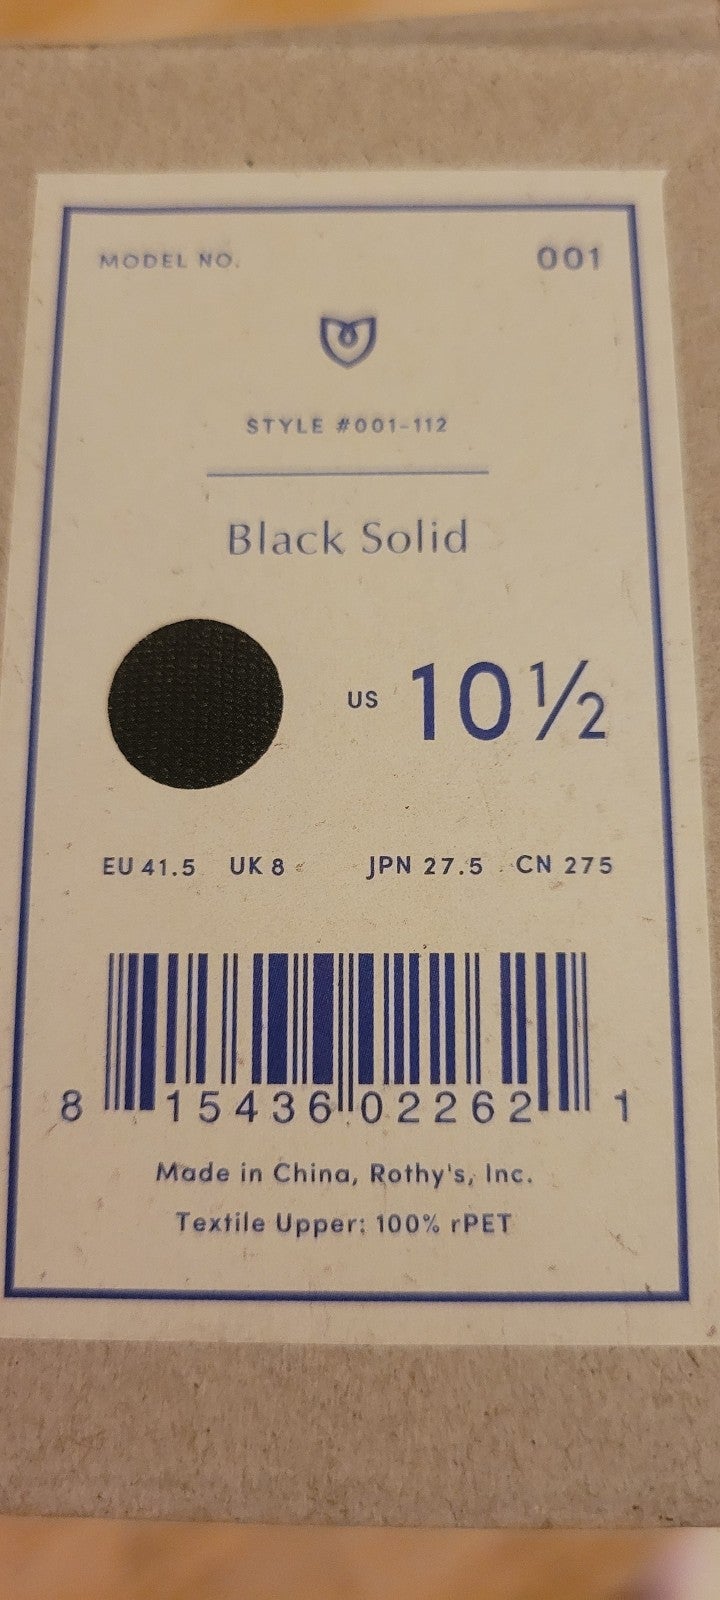 MODEL NO. 001
STYLE #001-112
Black Solid
US 10½
EU 41.5 UK 8 JPN 27.5 CN 275
8 15436 02262 1
Made in China, Rothy's, Inc.
Textile Upper: 100% rPET